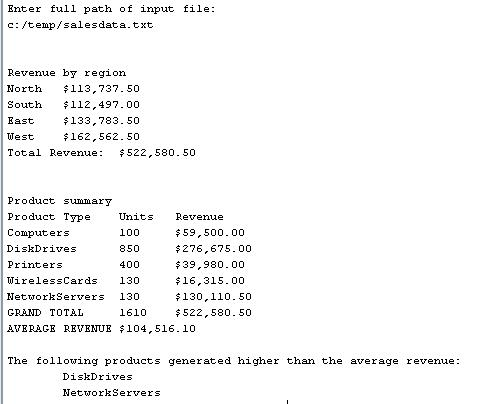 Enter full path of input file:
c:/temp/salesdata.txt
Revenue by region
North $113,737.50
South $112,497.00
East $133,783.50
West $162,562.50
Total Revenue: $522,580.50
Product summary
Product Type Units Revenue
Computers 100 $59,500.00
DiskDrives 850 $276,675.00
Printers 400 $39,980.00
WirelessCards 130 $16,315.00
NetworkServers 130 $130,110.50
GRAND TOTAL 1610 $522,580.50
AVERAGE REVENUE $104,516.10
The following products generated higher than the average revenue:
DiskDrives
NetworkServers